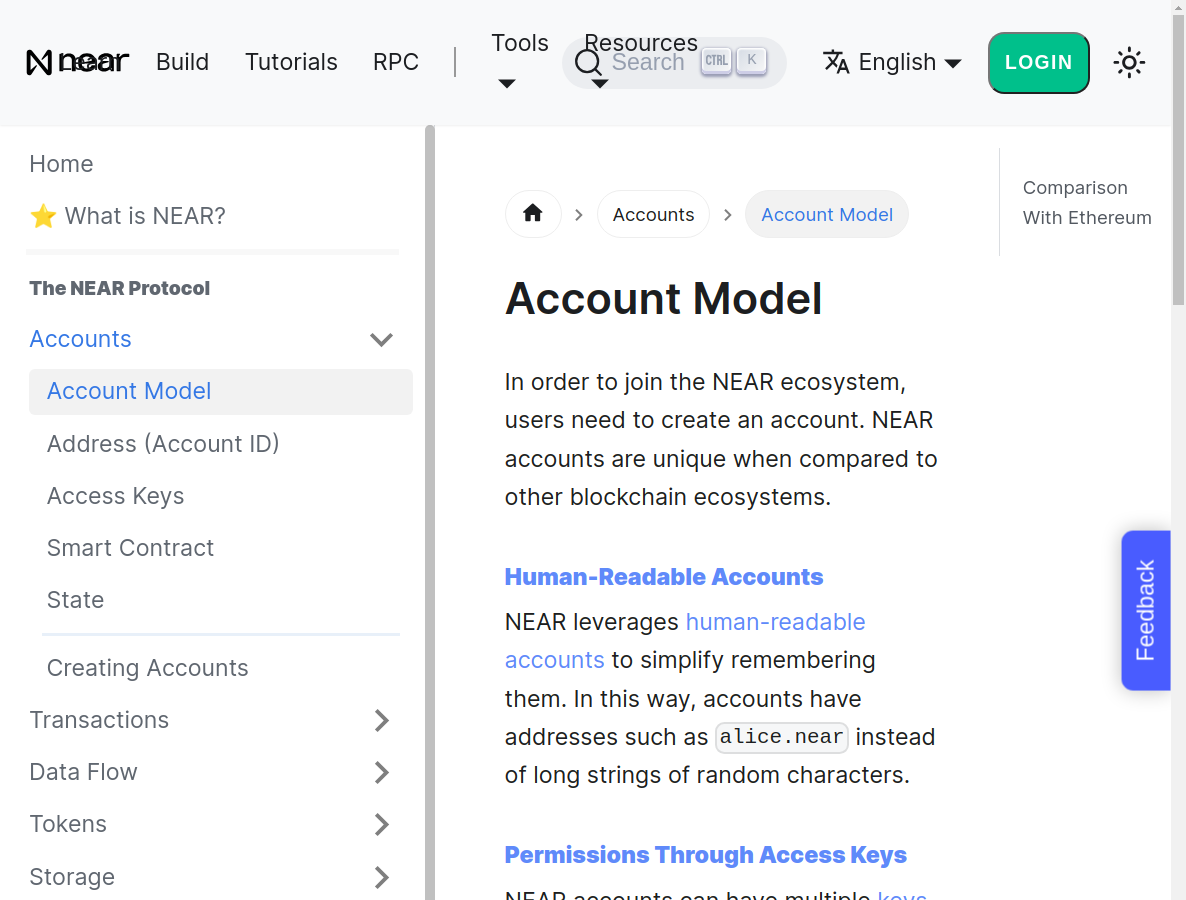 near
Learn
Build
Tutorials
RPC
Tools
Resources
Search
CTRL
K
English
LOGIN
Home
⭐ What is NEAR?
The NEAR Protocol
Accounts
Account Model
Address (Account ID)
Access Keys
Smart Contract
State
Creating Accounts
Transactions
Data Flow
Tokens
Storage
Accounts
Account Model
Account Model
In order to join the NEAR ecosystem,
users need to create an account. NEAR
accounts are unique when compared to
other blockchain ecosystems.
Human-Readable Accounts
NEAR leverages human-readable
accounts to simplify remembering
them. In this way, accounts have
addresses such as alice.near instead
of long strings of random characters.
Permissions Through Access Keys
NEAR accounts can have multiple keys,
Comparison
With Ethereum
Feedback